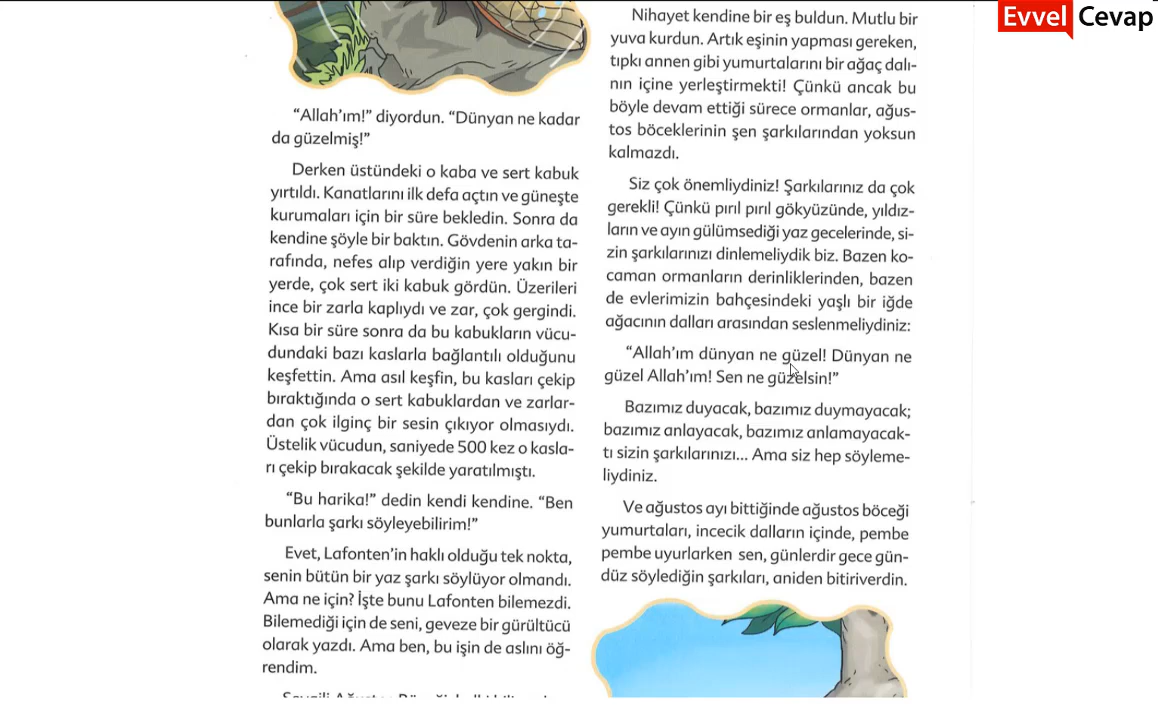 Evvel Cevap
“Allah’ım!” diyordun. “Dünyan ne kadar
da güzelmiş!”
Derken üstündeki o kaba ve sert kabuk
yırtıldı. Kanatlarını ilk defa açtın ve güneşte
kurumaları için bir süre bekledin. Sonra da
kendine şöyle bir baktın. Gövdenin arka ta-
rafında, nefes alıp verdiğin yere yakın bir
yerde, çok sert iki kabuk gördün. Üzerileri
ince bir zarla kaplıydı ve zar, çok gergindi.
Kısa bir süre sonra da bu kabukların vücu-
dundaki bazı kaslarla bağlantılı olduğunu
keşfettin. Ama asıl keşfin, bu kasları çekip
bıraktığında o sert kabuklardan ve zarlar-
dan çok ilginç bir sesin çıkıyor olmasıydı.
Üstelik vücudun, saniyede 500 kez o kasla-
rı çekip bırakacak şekilde yaratılmıştı.
“Bu harika!” dedin kendi kendine. “Ben
bunlarla şarkı söyleyebilirim!”
Evet, Lafonten’in haklı olduğu tek nokta,
senin bütün bir yaz şarkı söylüyor olmandı.
Ama ne için? İşte bunu Lafonten bilemezdi.
Bilemediği için de seni, geveze bir gürültücü
olarak yazdı. Ama ben, bu işin de aslını öğ-
rendim.
Nihayet kendine bir eş buldun. Mutlu bir
yuva kurdun. Artık eşinin yapması gereken,
tıpkı annen gibi yumurtalarını bir ağaç dalı-
nın içine yerleştirmekti! Çünkü ancak bu
böyle devam ettiği sürece ormanlar, ağus-
tos böceklerinin şen şarkılarından yoksun
kalmazdı.
Siz çok önemliydiniz! Şarkılarınız da çok
gerekli! Çünkü pırıl pırıl gökyüzünde, yıldız-
ların ve ayın gülümsediği yaz gecelerinde, si-
zin şarkılarınızı dinlemeliydik biz. Bazen ko-
caman ormanların derinliklerinden, bazen
de evlerimizin bahçesindeki yaşlı bir iğde
ağacının dalları arasından seslenmeliydiniz:
“Allah’ım dünyan ne güzel! Dünyan ne
güzel Allah’ım! Sen ne güzelsin!”
Bazımız duyacak, bazımız duymayacak;
bazımız anlayacak, bazımız anlamayacak-
tı sizin şarkılarınızı... Ama siz hep söyleme-
liydiniz.
Ve ağustos ayı bittiğinde ağustos böceği
yumurtaları, incecik dalların içinde, pembe
pembe uyurlarken sen, günlerdir gece gün-
düz söylediğin şarkıları, aniden bitiriverdin.